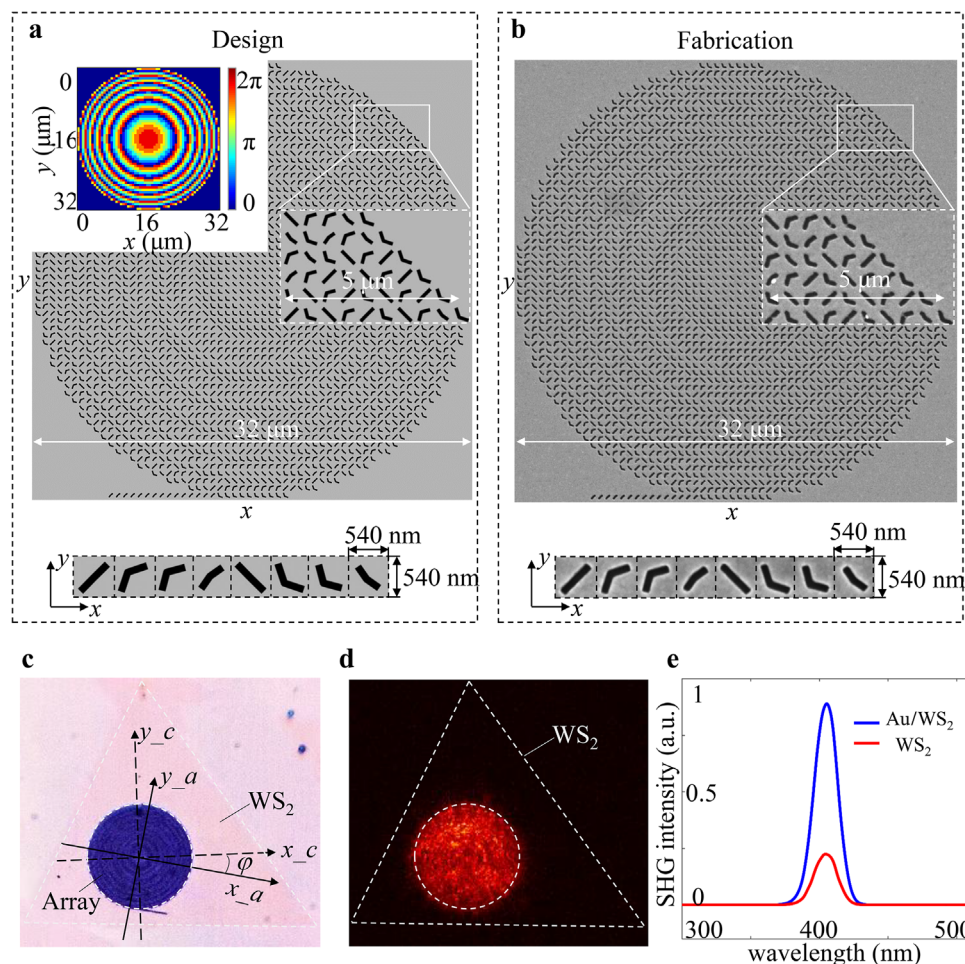 a
Design
0
16
32
y (μm)
0 16 32
x (μm)
2π
π
0
5 μm
y
32 μm
x
540 nm
y
540 nm
x
b
Fabrication
5 μm
y
32 μm
x
540 nm
y
540 nm
x
c
y_c
y_a
WS2
x_c
φ
x_a
Array
d
WS2
e
1
Au/WS2
WS2
0.5
0
SHG intensity (a.u.)
300 400 500
wavelength (nm)